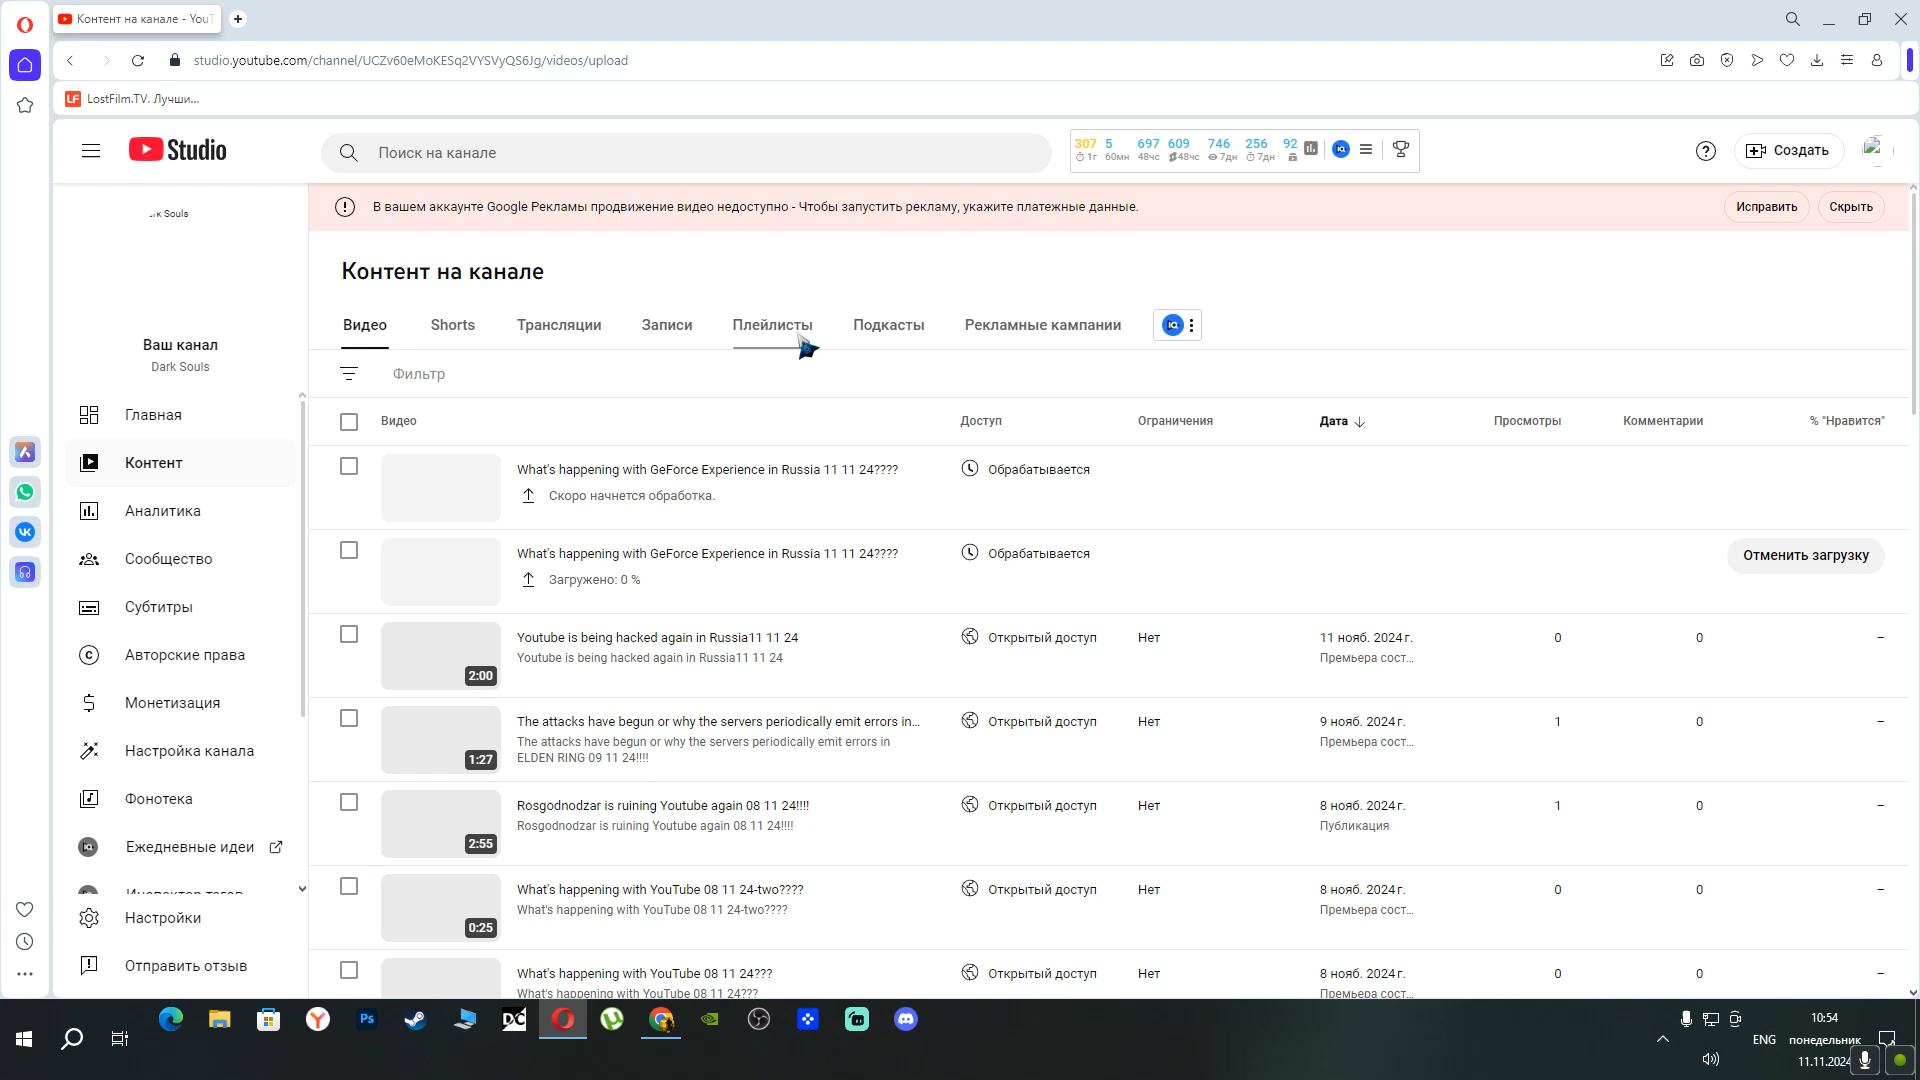 Контент на канале - YouT
studio.youtube.com/channel/UCZv60eMoKESq2VYSVyQS6Jg/videos/upload
LostFilm.TV. Лучши...
Studio
Поиск на канале
307 5 697 609 746 256 92
1г 60мн 48чс 48чс 7дн 7дн
Создать
В вашем аккаунте Google Рекламы продвижение видео недоступно - Чтобы запустить рекламу, укажите платежные данные.
Исправить
Скрыть
Souls
Ваш канал
Dark Souls
Главная
Контент
Аналитика
Сообщество
Субтитры
Авторские права
Монетизация
Настройка канала
Фонотека
Ежедневные идеи
Настройки
Отправить отзыв
Контент на канале
Видео Shorts Трансляции Записи Плейлисты Подкасты Рекламные кампании
Фильтр
Видео Доступ Ограничения Дата Просмотры Комментарии % "Нравится"
What's happening with GeForce Experience in Russia 11 11 24???? Обрабатывается
Скоро начнется обработка.
What's happening with GeForce Experience in Russia 11 11 24???? Обрабатывается Отменить загрузку
Загружено: 0 %
Youtube is being hacked again in Russia11 11 24 Открытый доступ Нет 11 нояб. 2024 г. 0 0 –
Youtube is being hacked again in Russia11 11 24 Премьера сост...
2:00
The attacks have begun or why the servers periodically emit errors in... Открытый доступ Нет 9 нояб. 2024 г. 1 0 –
The attacks have begun or why the servers periodically emit errors in Премьера сост...
ELDEN RING 09 11 24!!!!
1:27
Rosgodnodzar is ruining Youtube again 08 11 24!!!! Открытый доступ Нет 8 нояб. 2024 г. 1 0 –
Rosgodnodzar is ruining Youtube again 08 11 24!!!! Публикация
2:55
What's happening with YouTube 08 11 24-two???? Открытый доступ Нет 8 нояб. 2024 г. 0 0 –
What's happening with YouTube 08 11 24-two???? Премьера сост...
0:25
What's happening with YouTube 08 11 24??? Открытый доступ Нет 8 нояб. 2024 г. 0 0 –
What's happening with YouTube 08 11 24??? Премьера сост...
10:54
ENG понедельник
11.11.2024